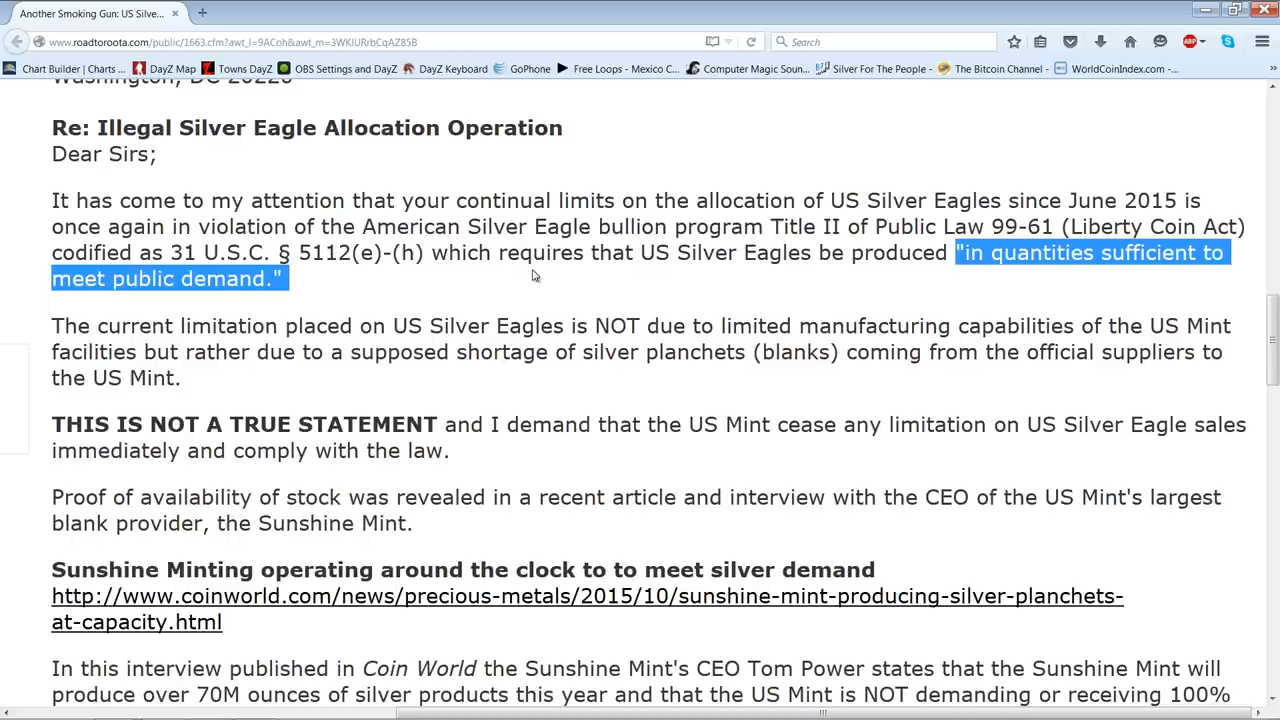 Another Smoking Gun: US Silve...
www.roadtoroota.com/public/1663.cfm?awt_l=9ACoh&awt_m=3WKlURrbCqAZ85B
Search
ABP
Chart Builder | Charts ... DayZ Map Towns DayZ OBS Settings and DayZ DayZ Keyboard GoPhone Free Loops - Mexico C... Computer Magic Soun... Silver For The People - ... The Bitcoin Channel - ... WorldCoinIndex.com -...
Washington, DC 20220
Re: Illegal Silver Eagle Allocation Operation
Dear Sirs;
It has come to my attention that your continual limits on the allocation of US Silver Eagles since June 2015 is
once again in violation of the American Silver Eagle bullion program Title II of Public Law 99-61 (Liberty Coin Act)
codified as 31 U.S.C. § 5112(e)-(h) which requires that US Silver Eagles be produced "in quantities sufficient to
meet public demand."
The current limitation placed on US Silver Eagles is NOT due to limited manufacturing capabilities of the US Mint
facilities but rather due to a supposed shortage of silver planchets (blanks) coming from the official suppliers to
the US Mint.
THIS IS NOT A TRUE STATEMENT and I demand that the US Mint cease any limitation on US Silver Eagle sales
immediately and comply with the law.
Proof of availability of stock was revealed in a recent article and interview with the CEO of the US Mint's largest
blank provider, the Sunshine Mint.
Sunshine Minting operating around the clock to to meet silver demand
http://www.coinworld.com/news/precious-metals/2015/10/sunshine-mint-producing-silver-planchets-
at-capacity.html
In this interview published in Coin World the Sunshine Mint's CEO Tom Power states that the Sunshine Mint will
produce over 70M ounces of silver products this year and that the US Mint is NOT demanding or receiving 100%